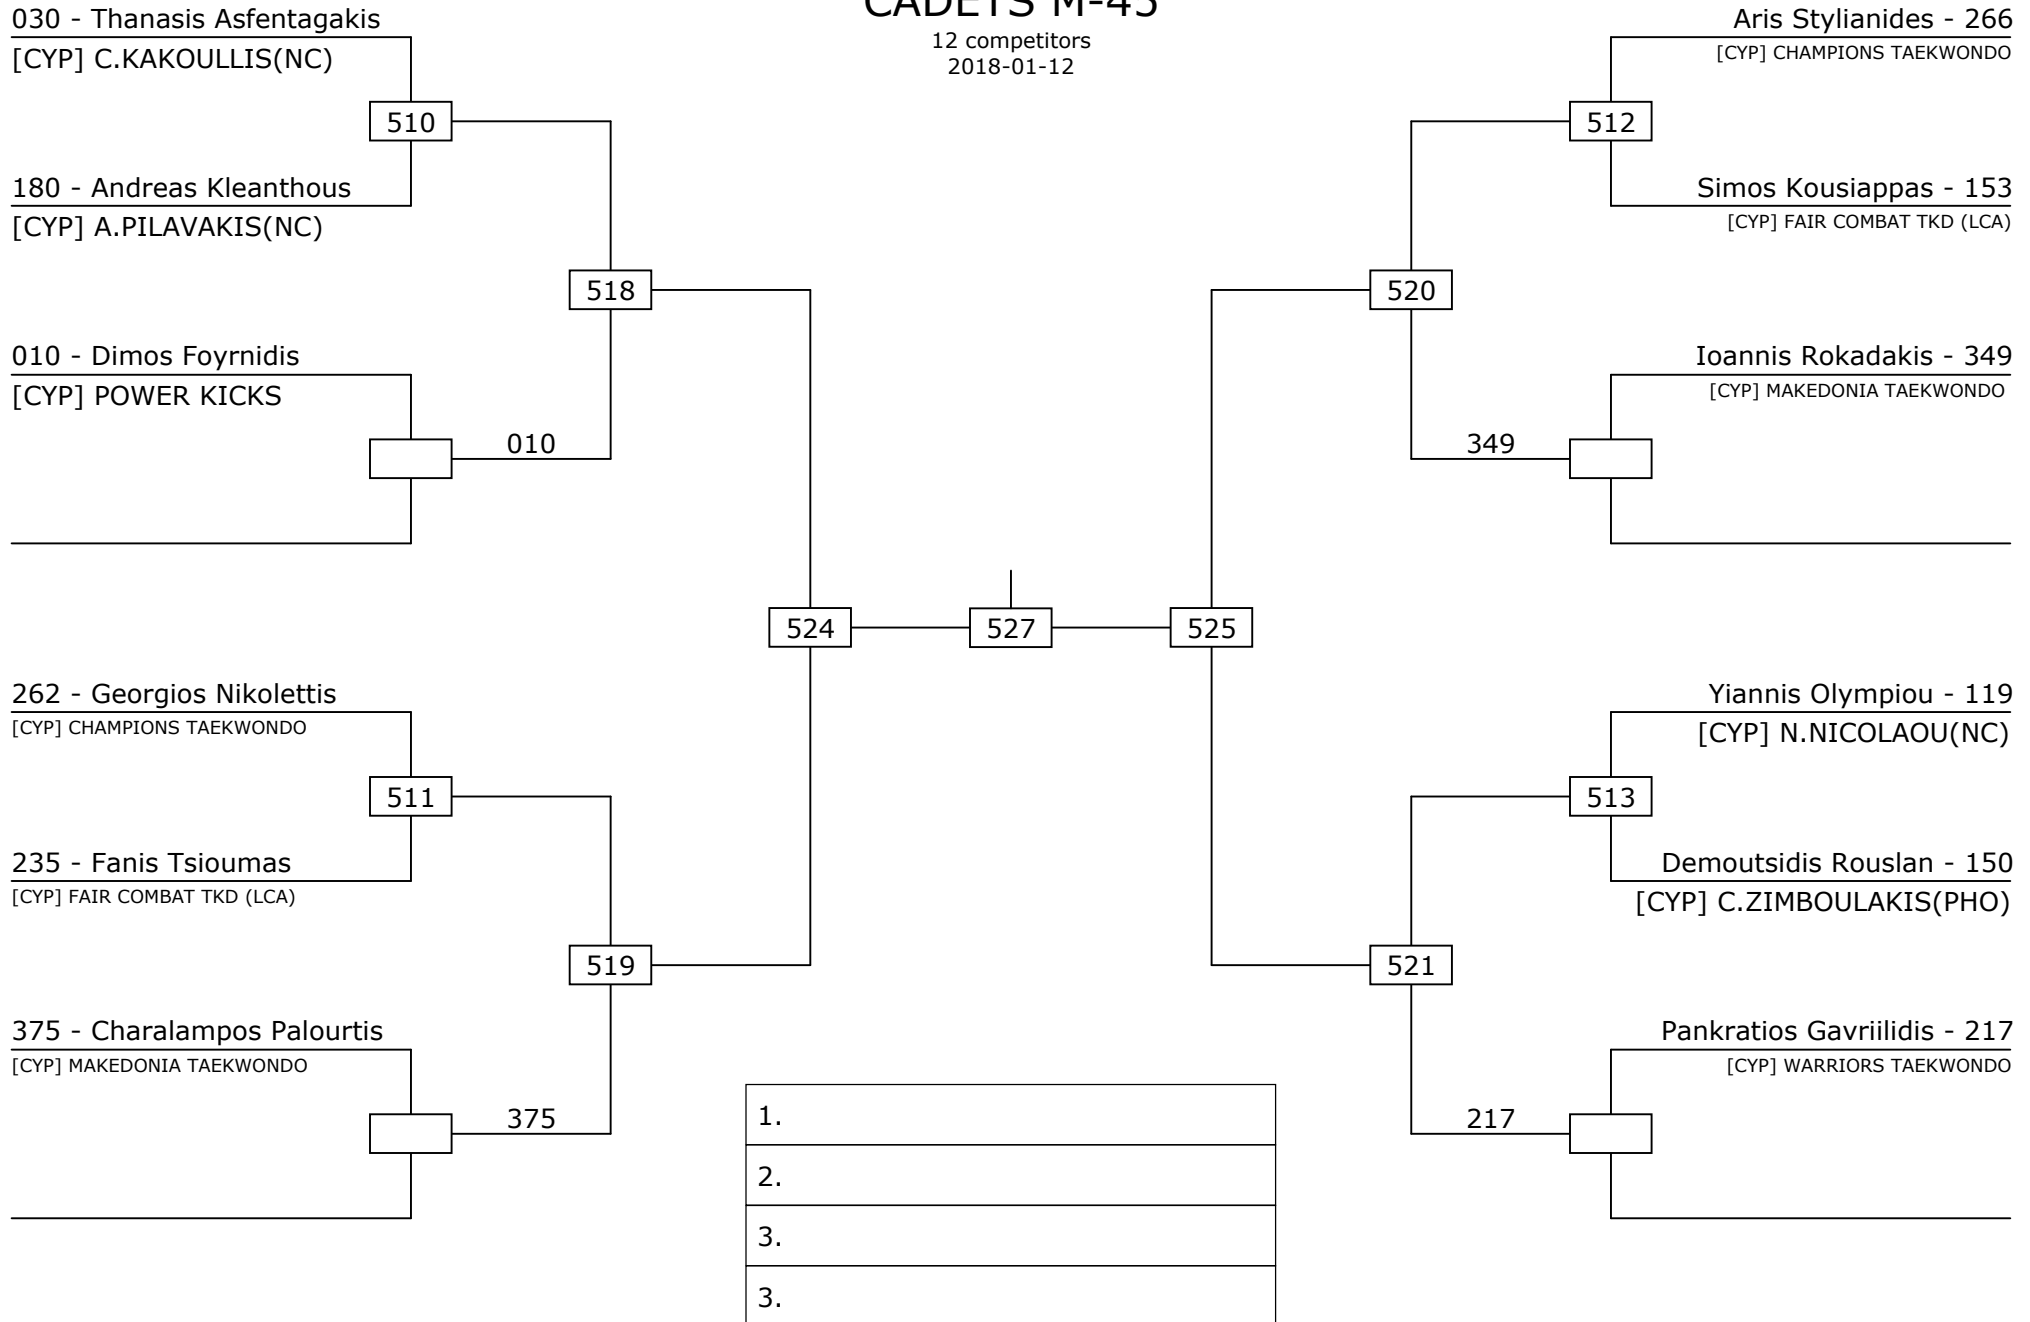 CADETS M-45
12 competitors
2018-01-12
030 - Thanasis Asfentagakis
[CYP] C.KAKOULLIS(NC)
510
180 - Andreas Kleanthous
[CYP] A.PILAVAKIS(NC)
518
010 - Dimos Foyrnidis
[CYP] POWER KICKS
010
524
262 - Georgios Nikolettis
[CYP] CHAMPIONS TAEKWONDO
511
235 - Fanis Tsioumas
[CYP] FAIR COMBAT TKD (LCA)
519
375 - Charalampos Palourtis
[CYP] MAKEDONIA TAEKWONDO
375
527
Aris Stylianides - 266
[CYP] CHAMPIONS TAEKWONDO
512
Simos Kousiappas - 153
[CYP] FAIR COMBAT TKD (LCA)
520
Ioannis Rokadakis - 349
[CYP] MAKEDONIA TAEKWONDO
349
525
Yiannis Olympiou - 119
[CYP] N.NICOLAOU(NC)
513
Demoutsidis Rouslan - 150
[CYP] C.ZIMBOULAKIS(PHO)
521
Pankratios Gavriilidis - 217
[CYP] WARRIORS TAEKWONDO
217
1.
2.
3.
3.